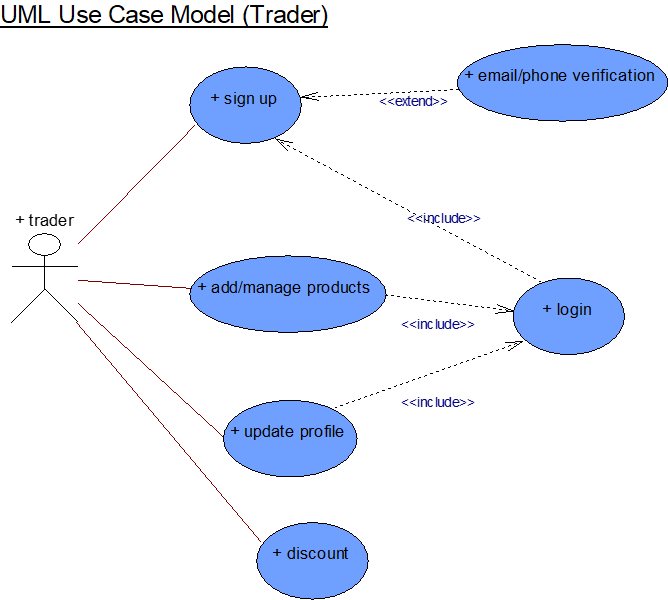 UML Use Case Model (Trader)
+ email/phone verification
+ sign up
<<extend>>
+ trader
<<include>>
+ add/manage products
+ login
<<include>>
<<include>>
+ update profile
+ discount